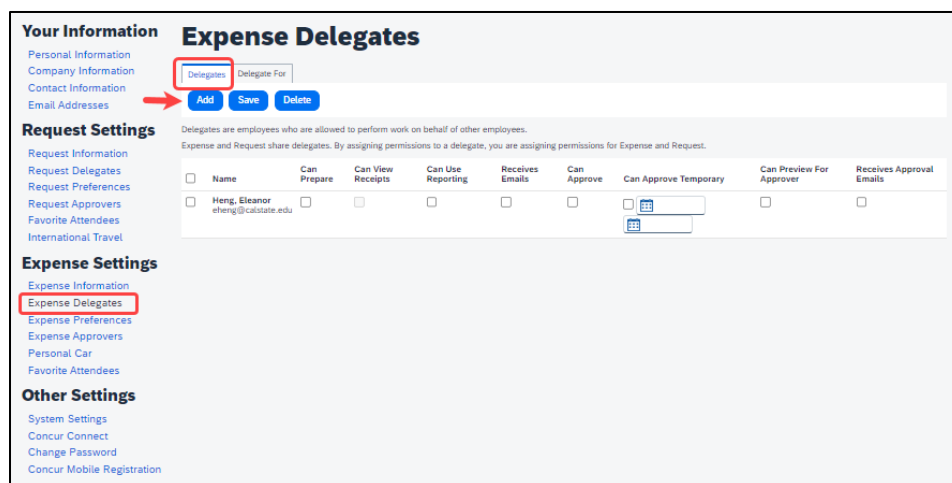 Your Information
Personal Information
Company Information
Contact Information
Email Addresses
Request Settings
Request Information
Request Delegates
Request Preferences
Request Approvers
Favorite Attendees
International Travel
Expense Settings
Expense Information
Expense Delegates
Expense Preferences
Expense Approvers
Personal Car
Favorite Attendees
Other Settings
System Settings
Concur Connect
Change Password
Concur Mobile Registration
Expense Delegates
Delegates Delegate For
Add Save Delete
Delegates are employees who are allowed to perform work on behalf of other employees.
Expense and Request share delegates. By assigning permissions to a delegate, you are assigning permissions for Expense and Request.
Name
Can
Prepare
Can View
Receipts
Can Use
Reporting
Receives
Emails
Can
Approve
Can Approve Temporary
Can Preview For
Approver
Receives Approval
Emails
Heng, Eleanor
eheng@calstate.edu